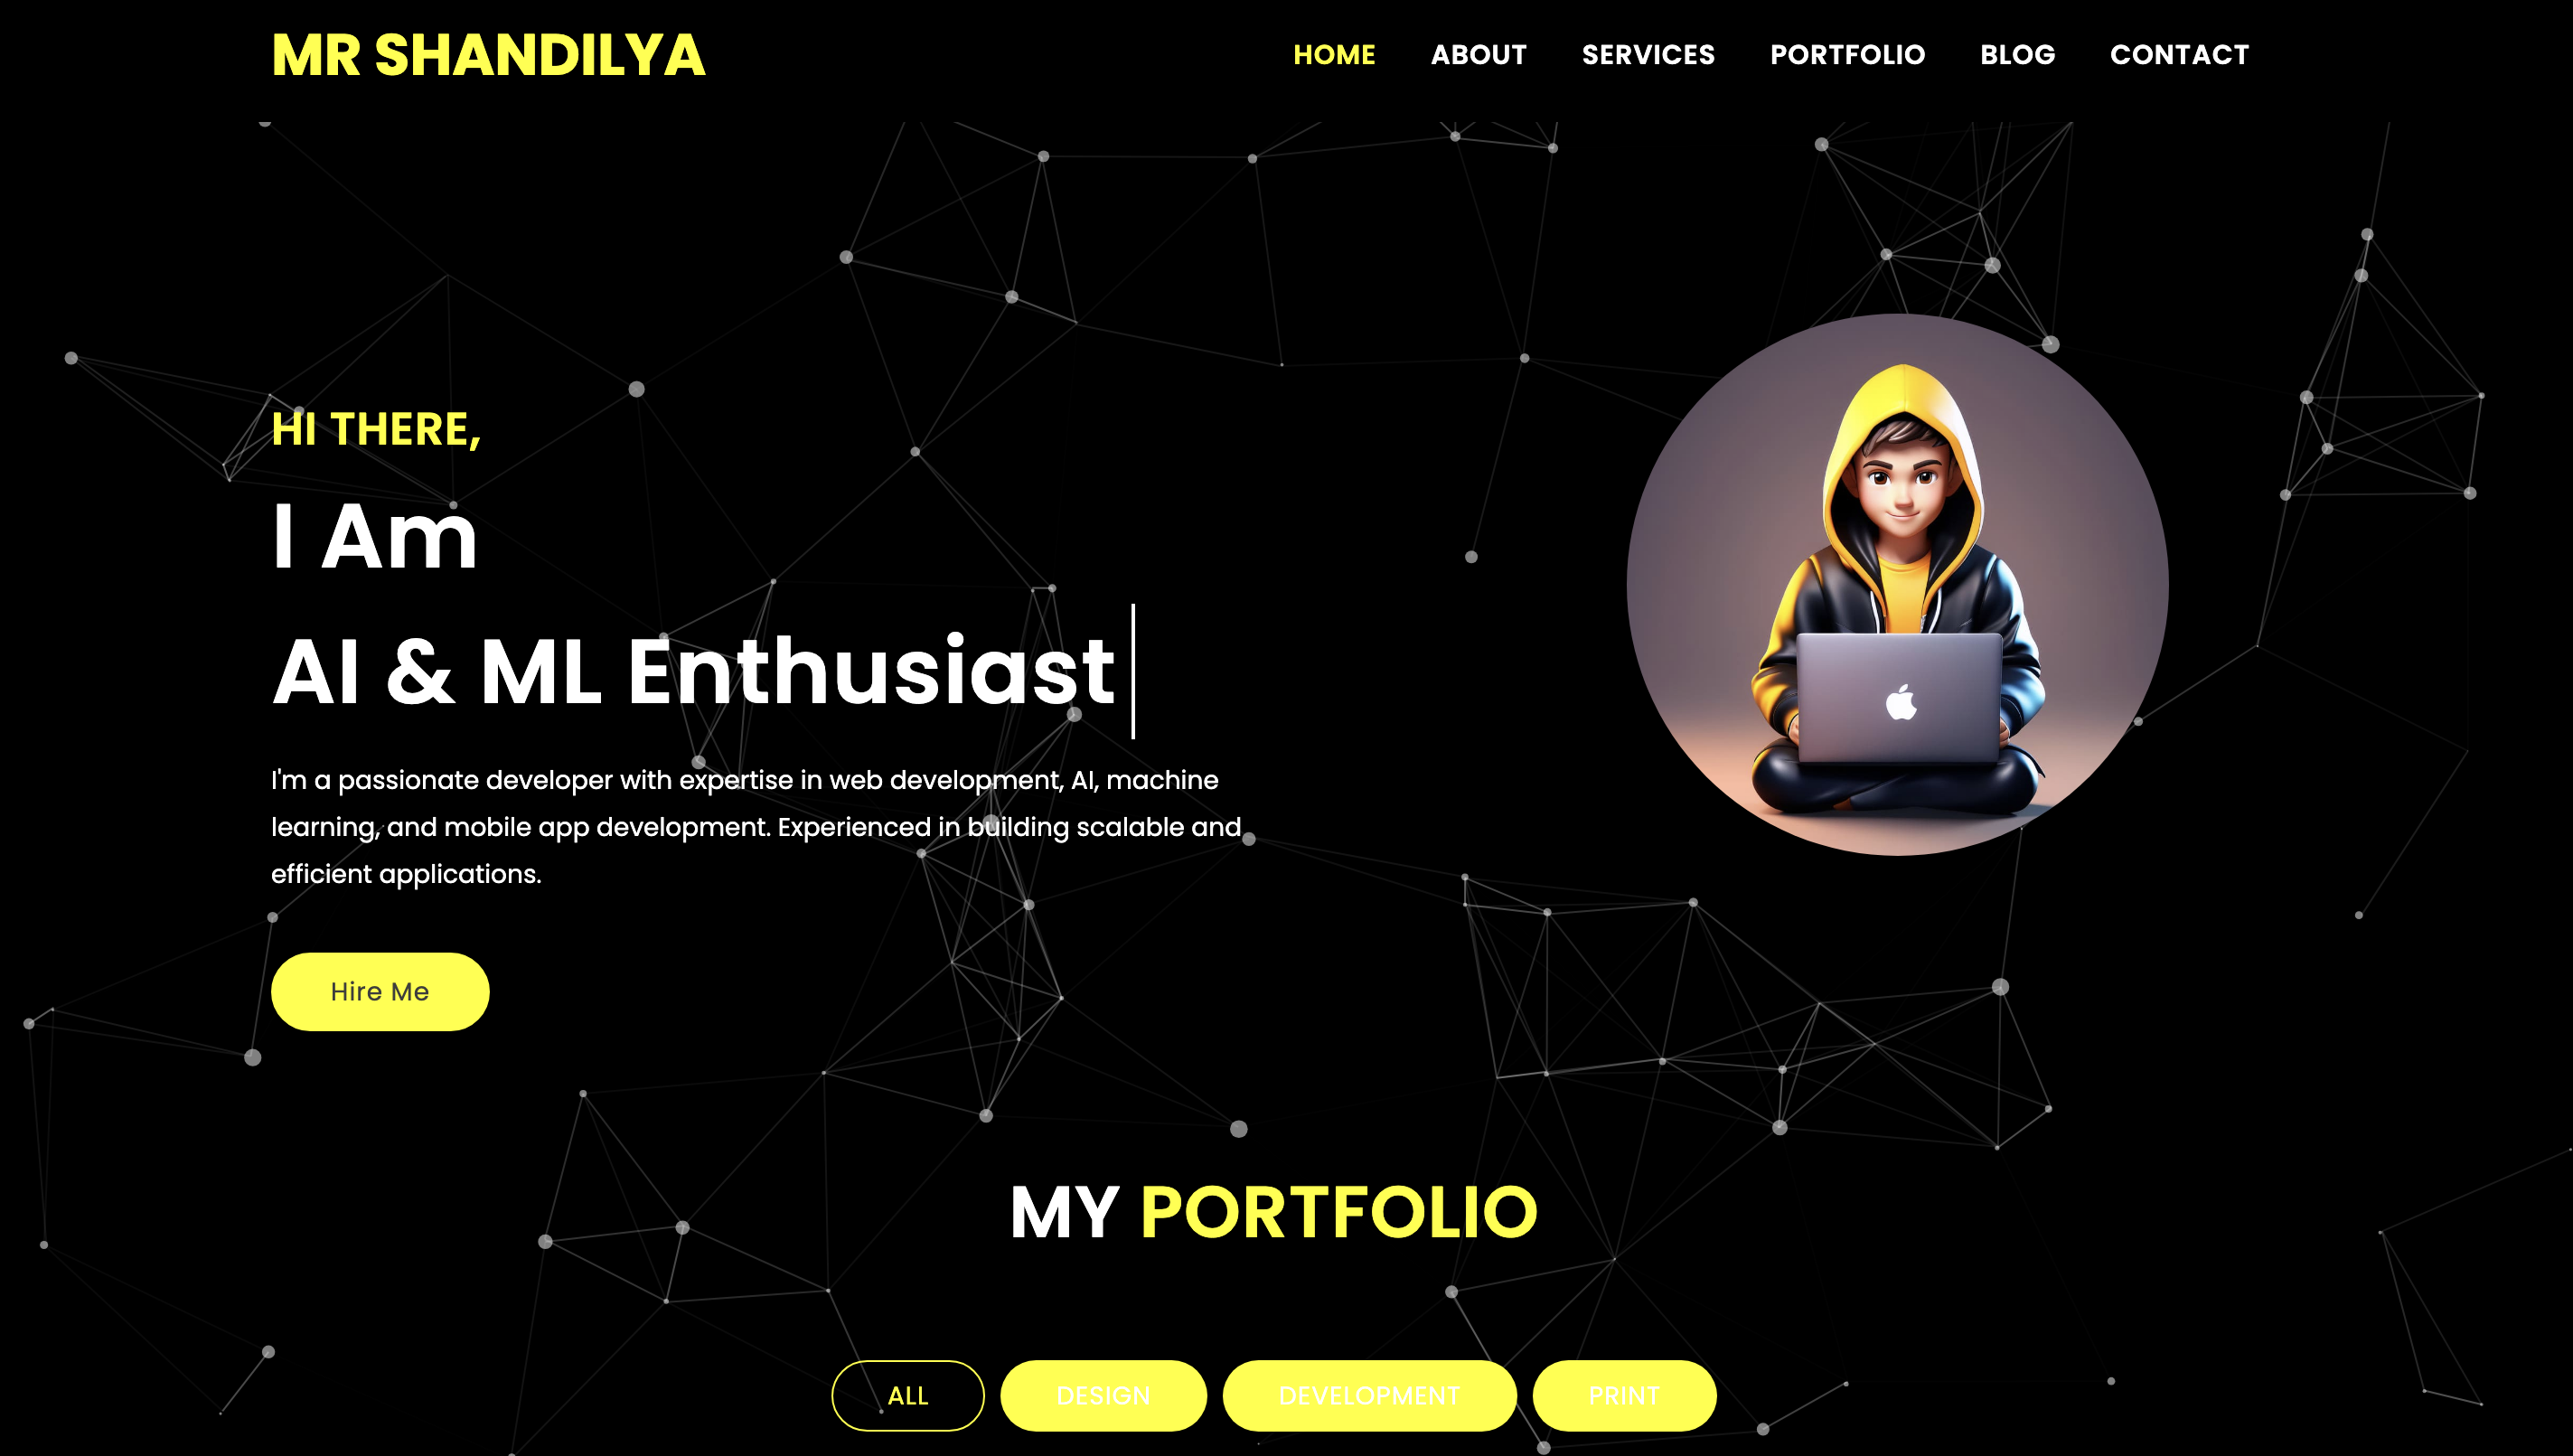 MR SHANDILYA
HOME ABOUT SERVICES PORTFOLIO BLOG CONTACT
HI THERE,
I Am
AI & ML Enthusiast
I'm a passionate developer with expertise in web development, AI, machine
learning, and mobile app development. Experienced in building scalable and
efficient applications.
Hire Me
MY PORTFOLIO
ALL DESIGN DEVELOPMENT PRINT